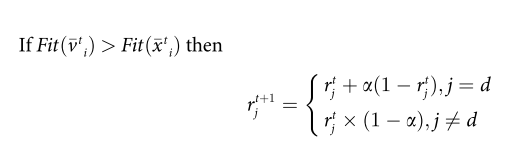 If Fit(v̄ᵗᵢ) > Fit(x̄ᵗᵢ) then
rⱼᵗ⁺¹ = { rⱼᵗ + α(1 − rⱼᵗ), j = d
rⱼᵗ × (1 − α), j ≠ d